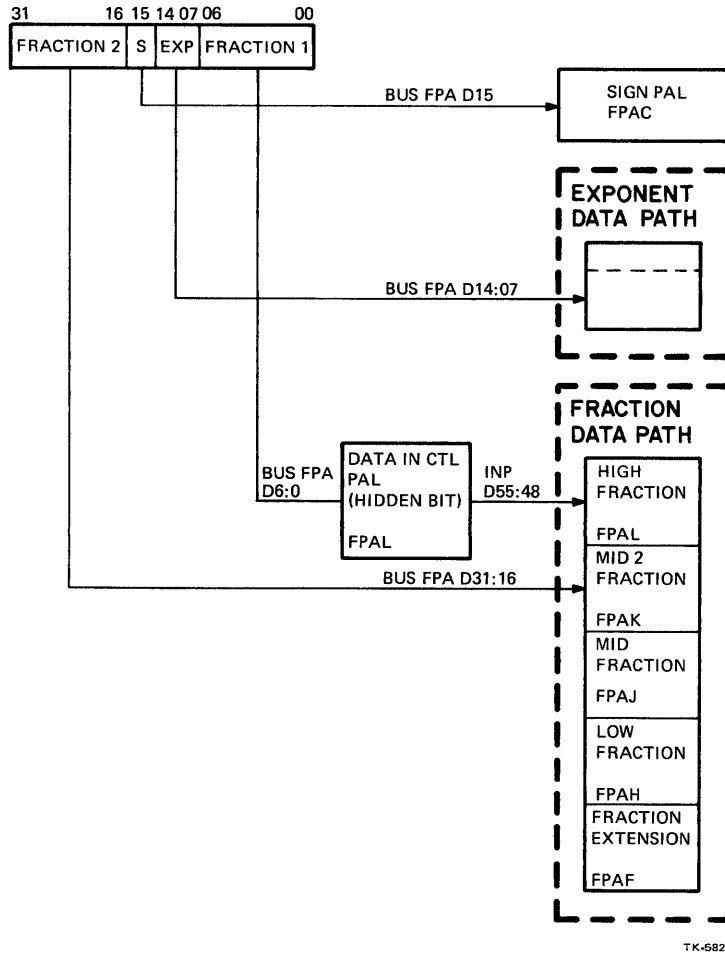 31 16 15 14 07 06 00
FRACTION 2 S EXP FRACTION 1
BUS FPA D15
SIGN PAL
FPAC
EXPONENT
DATA PATH
BUS FPA D14:07
FRACTION
DATA PATH
BUS FPA
D6:0
DATA IN CTL
PAL
(HIDDEN BIT)
FPAL
INP
D55:48
HIGH
FRACTION
FPAL
BUS FPA D31:16
MID 2
FRACTION
FPAK
MID
FRACTION
FPAJ
LOW
FRACTION
FPAH
FRACTION
EXTENSION
FPAF
TK-582